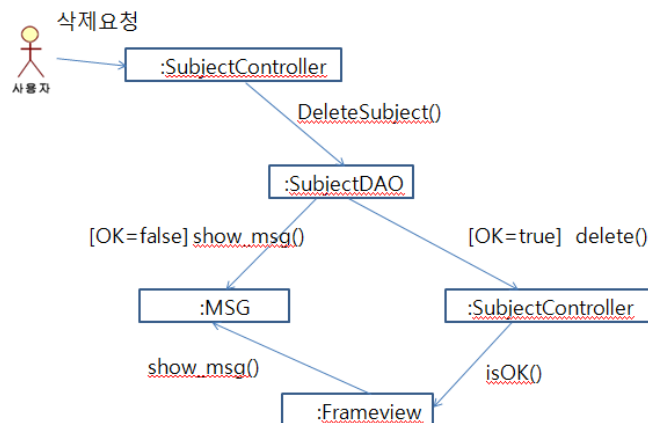 삭제요청
사용자
:SubjectController
DeleteSubject()
:SubjectDAO
[OK=false] show_msg()
[OK=true] delete()
:MSG
:SubjectController
show_msg()
isOK()
:Frameview